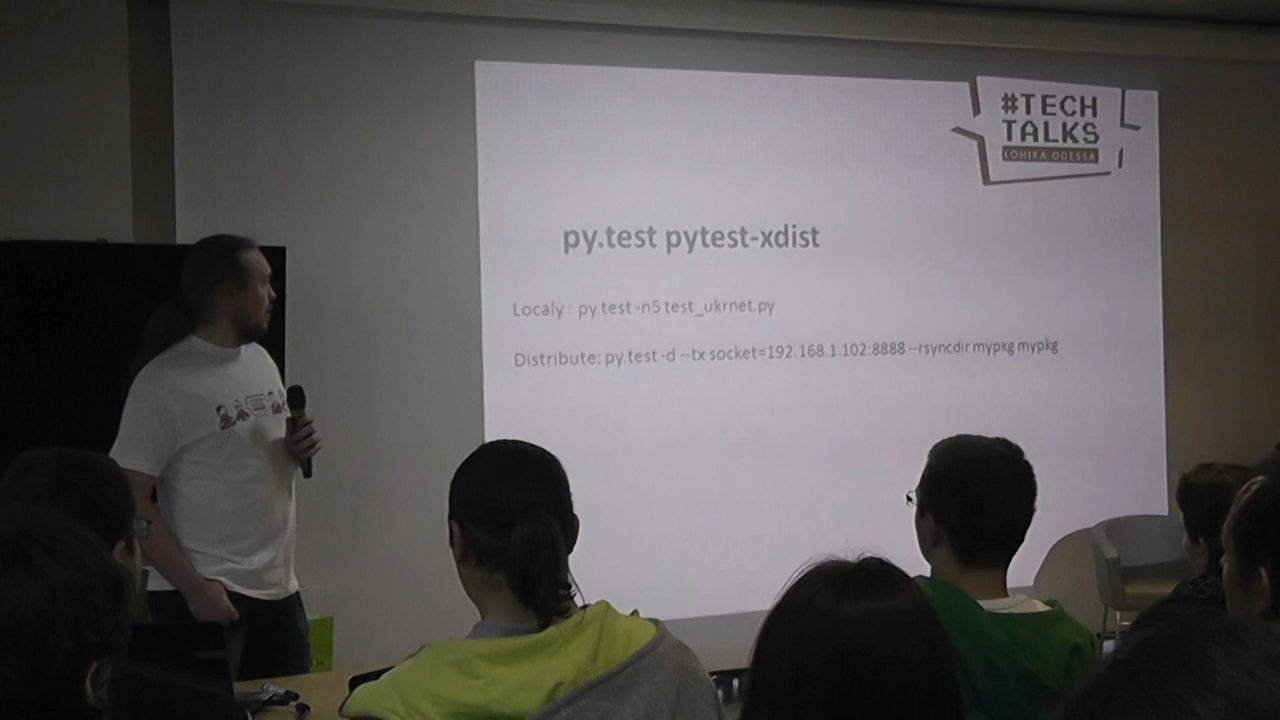 #TECH
TALKS
LOHIKA ODESSA
py.test pytest-xdist
Localy : py.test -n5 test_ukrnet.py
Distribute: py.test -d --tx socket=192.168.1.102:8888 --rsyncdir mypkg mypkg